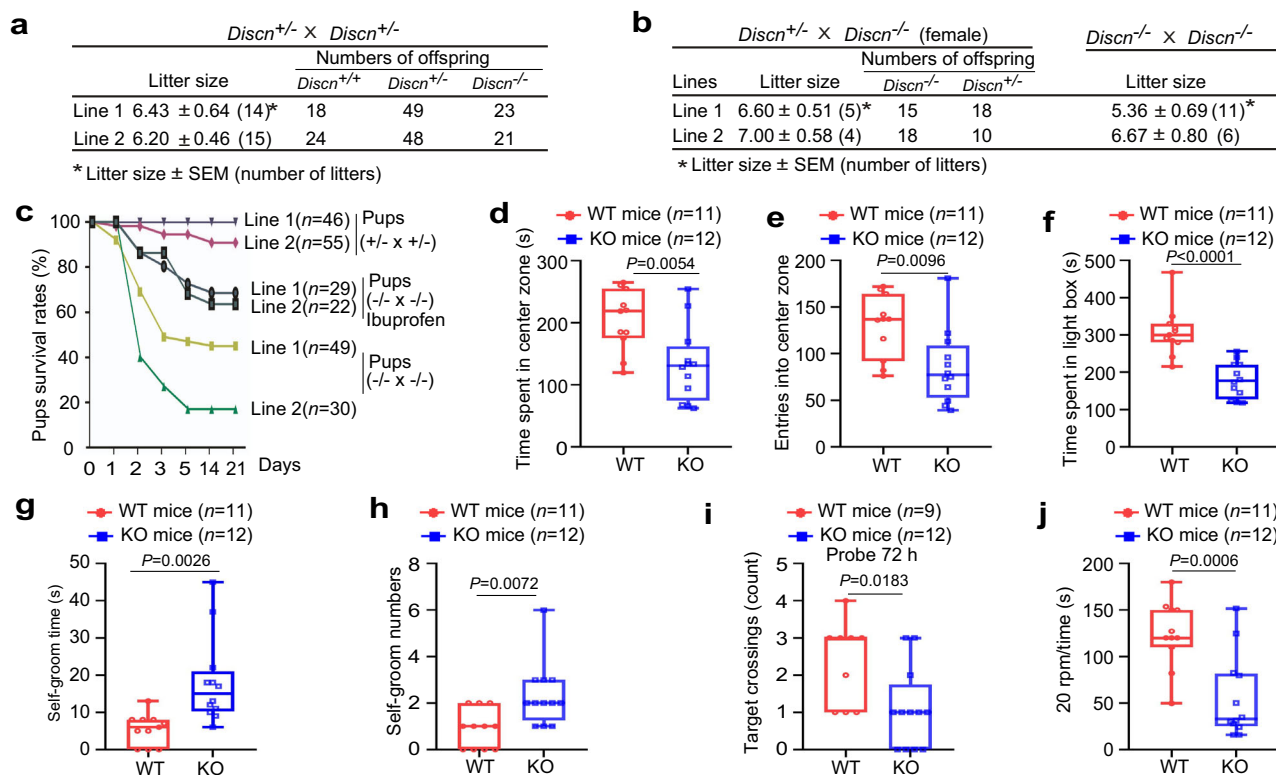 a
Discn+/- X Discn+/-
Numbers of offspring
Litter size Discn+/+ Discn+/- Discn-/-
Line 1 6.43 ± 0.64 (14)* 18 49 23
Line 2 6.20 ± 0.46 (15) 24 48 21
* Litter size ± SEM (number of litters)
b
Discn+/- X Discn-/- (female) Discn-/- X Discn-/-
Numbers of offspring
Lines Litter size Discn-/- Discn+/- Litter size
Line 1 6.60 ± 0.51 (5)* 15 18 5.36 ± 0.69 (11)*
Line 2 7.00 ± 0.58 (4) 18 10 6.67 ± 0.80 (6)
* Litter size ± SEM (number of litters)
c
Pups survival rates (%)
100
80
60
40
20
0
0 1 2 3 5 14 21 Days
Line 1(n=46) Pups
Line 2(n=55) (+/- x +/-)
Line 1(n=29) Pups
Line 2(n=22) (-/- x -/-)
Ibuprofen
Line 1(n=49) Pups
(-/- x -/-)
Line 2(n=30)
d
WT mice (n=11)
KO mice (n=12)
P=0.0054
Time spent in center zone (s)
300
200
100
0
WT KO
e
WT mice (n=11)
KO mice (n=12)
P=0.0096
Entries into center zone
200
150
100
50
0
WT KO
f
WT mice (n=11)
KO mice (n=12)
P<0.0001
Time spent in light box (s)
500
400
300
200
100
0
WT KO
g
WT mice (n=11)
KO mice (n=12)
P=0.0026
Self-groom time (s)
50
40
30
20
10
0
WT KO
h
WT mice (n=11)
KO mice (n=12)
P=0.0072
Self-groom numbers
8
6
4
2
0
WT KO
i
WT mice (n=9)
KO mice (n=12)
Probe 72 h
P=0.0183
Target crossings (count)
5
4
3
2
1
0
WT KO
j
WT mice (n=11)
KO mice (n=12)
P=0.0006
20 rpm/time (s)
200
150
100
50
0
WT KO